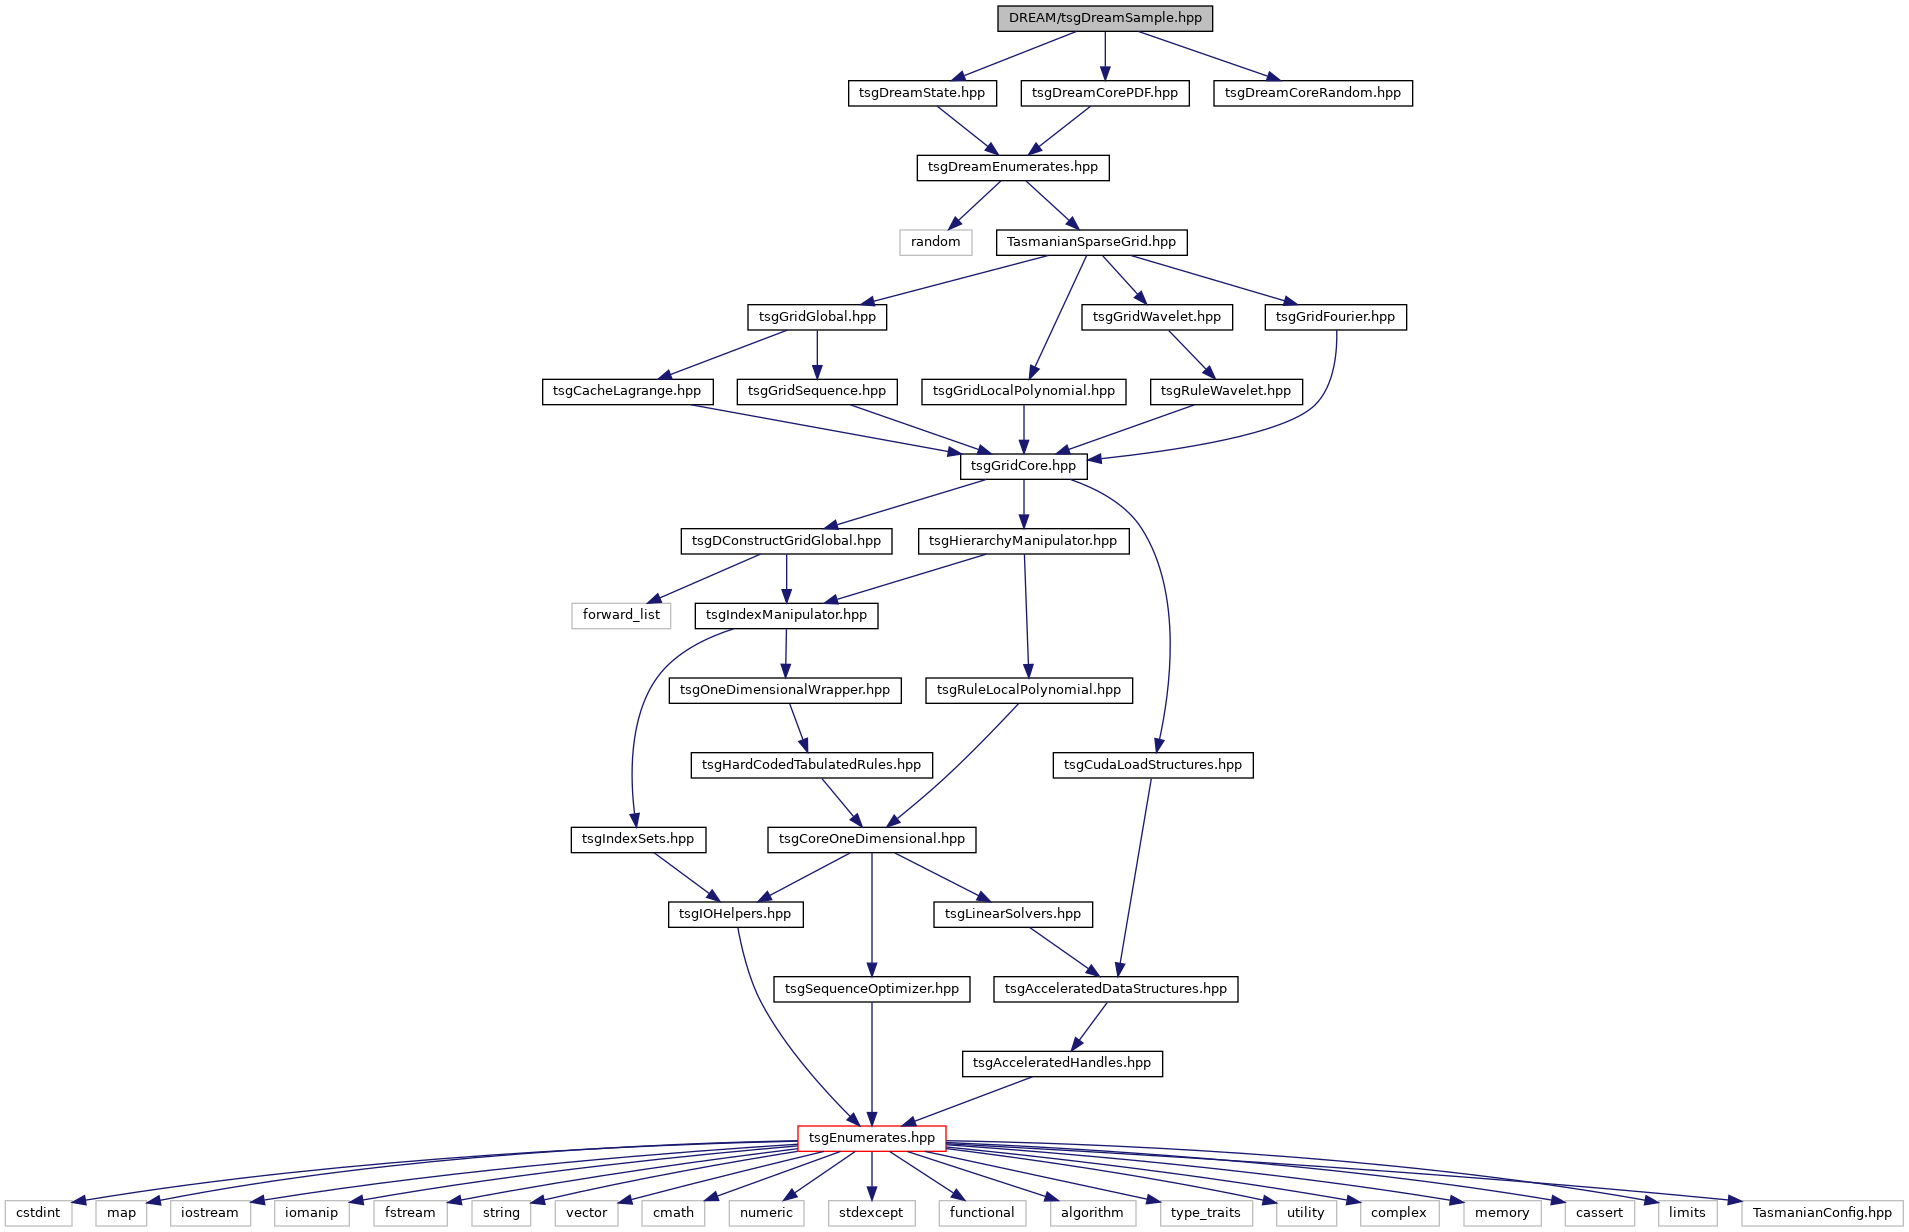 DREAM/tsgDreamSample.hpp
tsgDreamState.hpp
tsgDreamCorePDF.hpp
tsgDreamCoreRandom.hpp
tsgDreamEnumerates.hpp
random
TasmanianSparseGrid.hpp
tsgGridGlobal.hpp
tsgGridWavelet.hpp
tsgGridFourier.hpp
tsgCacheLagrange.hpp
tsgGridSequence.hpp
tsgGridLocalPolynomial.hpp
tsgRuleWavelet.hpp
tsgGridCore.hpp
tsgDConstructGridGlobal.hpp
tsgHierarchyManipulator.hpp
forward_list
tsgIndexManipulator.hpp
tsgOneDimensionalWrapper.hpp
tsgRuleLocalPolynomial.hpp
tsgHardCodedTabulatedRules.hpp
tsgCudaLoadStructures.hpp
tsgIndexSets.hpp
tsgCoreOneDimensional.hpp
tsgIOHelpers.hpp
tsgLinearSolvers.hpp
tsgSequenceOptimizer.hpp
tsgAcceleratedDataStructures.hpp
tsgAcceleratedHandles.hpp
tsgEnumerates.hpp
cstdint
map
iostream
iomanip
fstream
string
vector
cmath
numeric
stdexcept
functional
algorithm
type_traits
utility
complex
memory
cassert
limits
TasmanianConfig.hpp